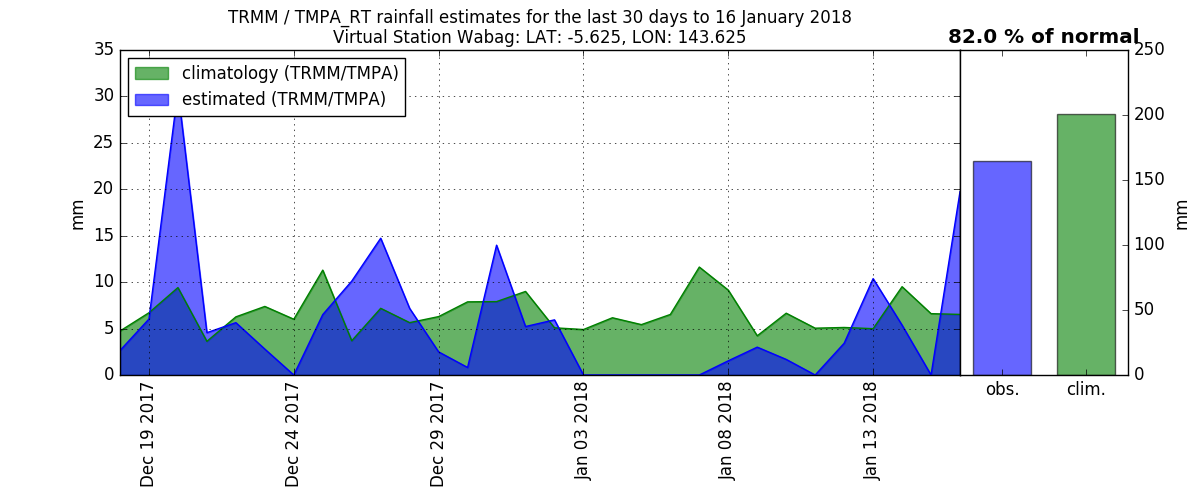 TRMM / TMPA_RT rainfall estimates for the last 30 days to 16 January 2018
Virtual Station Wabag: LAT: -5.625, LON: 143.625
82.0 % of normal
climatology (TRMM/TMPA)
estimated (TRMM/TMPA)
35
30
25
20
15
10
5
0
mm
Dec 19 2017
Dec 24 2017
Dec 29 2017
Jan 03 2018
Jan 08 2018
Jan 13 2018
obs.
clim.
250
200
150
100
50
0
mm